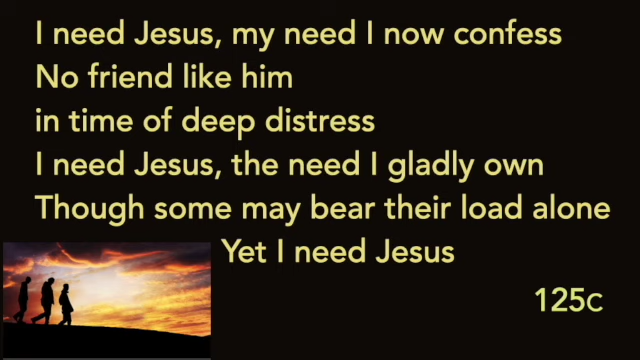 I need Jesus, my need I now confess
No friend like him
in time of deep distress
I need Jesus, the need I gladly own
Though some may bear their load alone
Yet I need Jesus
125c